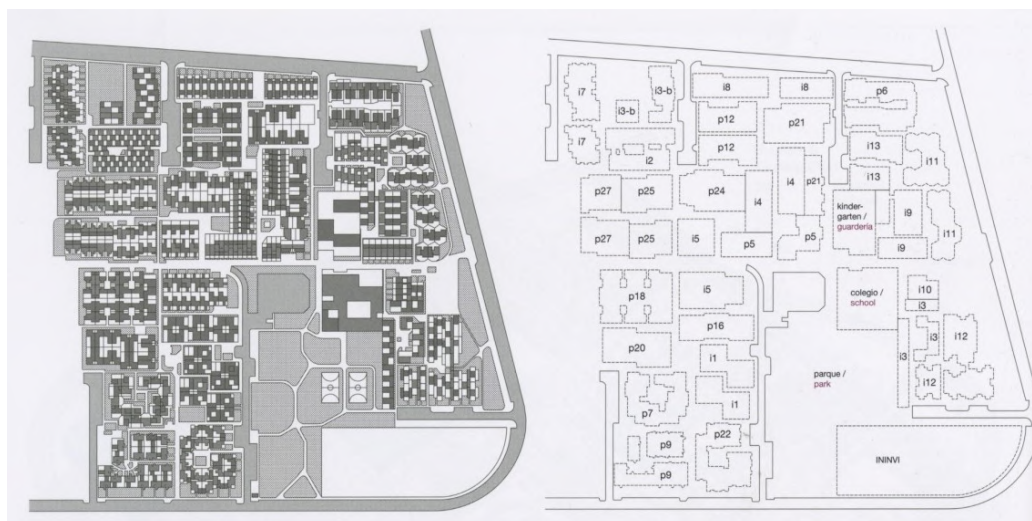 i7
i3-b
i3-b
i8
i8
p6
p12
p21
i7
i2
p12
i13
i13
i11
p27
p25
p24
i4
i4
p21
kinder-
garten /
guardería
i9
i11
p27
p25
i5
p5
p5
i9
p18
i5
colegio /
school
i10
i3
p16
i3
i3
i12
p20
i1
parque /
park
i12
i1
p7
p22
p9
p9
ININVI